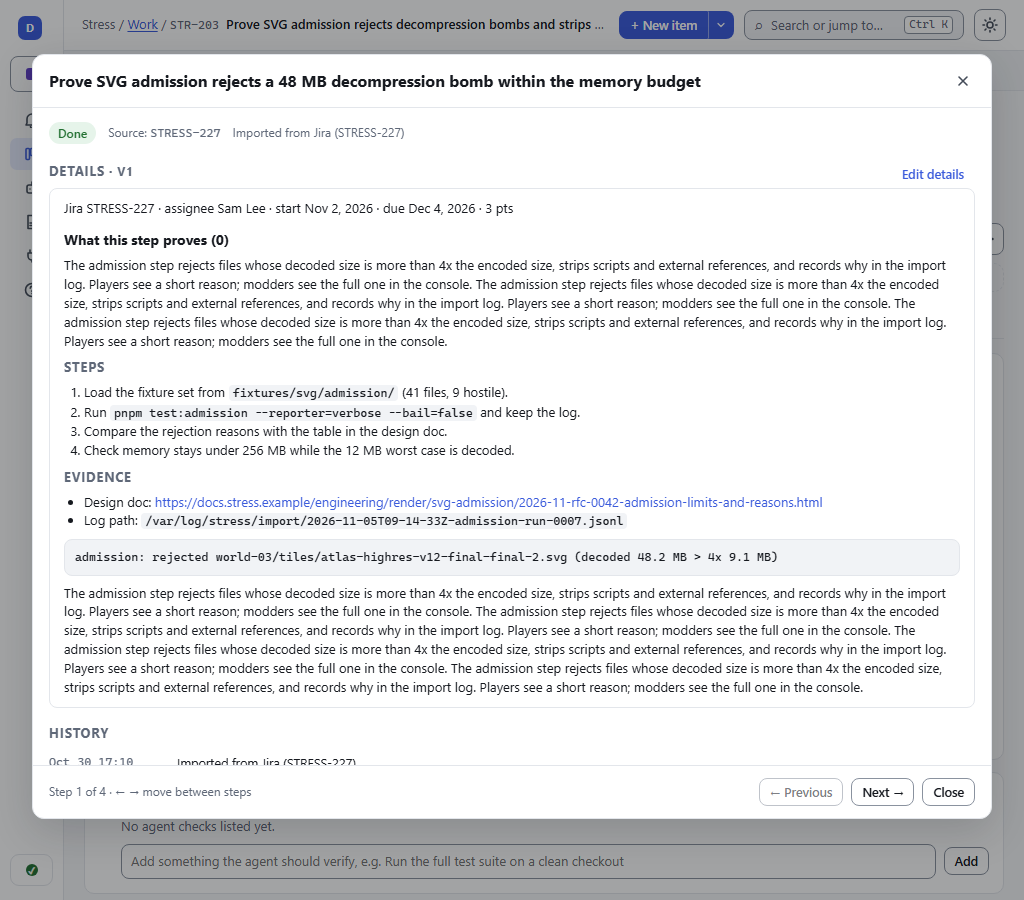 D
Stress / Work / STR-203 Prove SVG admission rejects decompression bombs and strips ...
+ New item
Search or jump to...
Ctrl K
Prove SVG admission rejects a 48 MB decompression bomb within the memory budget
Done
Source: STRESS-227
Imported from Jira (STRESS-227)
DETAILS · V1
Edit details
Jira STRESS-227 · assignee Sam Lee · start Nov 2, 2026 · due Dec 4, 2026 · 3 pts
What this step proves (0)
The admission step rejects files whose decoded size is more than 4x the encoded size, strips scripts and external references, and records why in the import
log. Players see a short reason; modders see the full one in the console. The admission step rejects files whose decoded size is more than 4x the encoded
size, strips scripts and external references, and records why in the import log. Players see a short reason; modders see the full one in the console. The
admission step rejects files whose decoded size is more than 4x the encoded size, strips scripts and external references, and records why in the import log.
Players see a short reason; modders see the full one in the console.
STEPS
1. Load the fixture set from fixtures/svg/admission/ (41 files, 9 hostile).
2. Run pnpm test:admission --reporter=verbose --bail=false and keep the log.
3. Compare the rejection reasons with the table in the design doc.
4. Check memory stays under 256 MB while the 12 MB worst case is decoded.
EVIDENCE
• Design doc: https://docs.stress.example/engineering/render/svg-admission/2026-11-rfc-0042-admission-limits-and-reasons.html
• Log path: /var/log/stress/import/2026-11-05T09-14-33Z-admission-run-0007.jsonl
admission: rejected world-03/tiles/atlas-highres-v12-final-final-2.svg (decoded 48.2 MB > 4x 9.1 MB)
The admission step rejects files whose decoded size is more than 4x the encoded size, strips scripts and external references, and records why in the import
log. Players see a short reason; modders see the full one in the console. The admission step rejects files whose decoded size is more than 4x the encoded
size, strips scripts and external references, and records why in the import log. Players see a short reason; modders see the full one in the console. The
admission step rejects files whose decoded size is more than 4x the encoded size, strips scripts and external references, and records why in the import log.
Players see a short reason; modders see the full one in the console. The admission step rejects files whose decoded size is more than 4x the encoded size,
strips scripts and external references, and records why in the import log. Players see a short reason; modders see the full one in the console.
HISTORY
Oct 30 17:10 Imported from Jira (STRESS-227)
Step 1 of 4 · ← → move between steps
← Previous
Next →
Close
No agent checks listed yet.
Add something the agent should verify, e.g. Run the full test suite on a clean checkout
Add